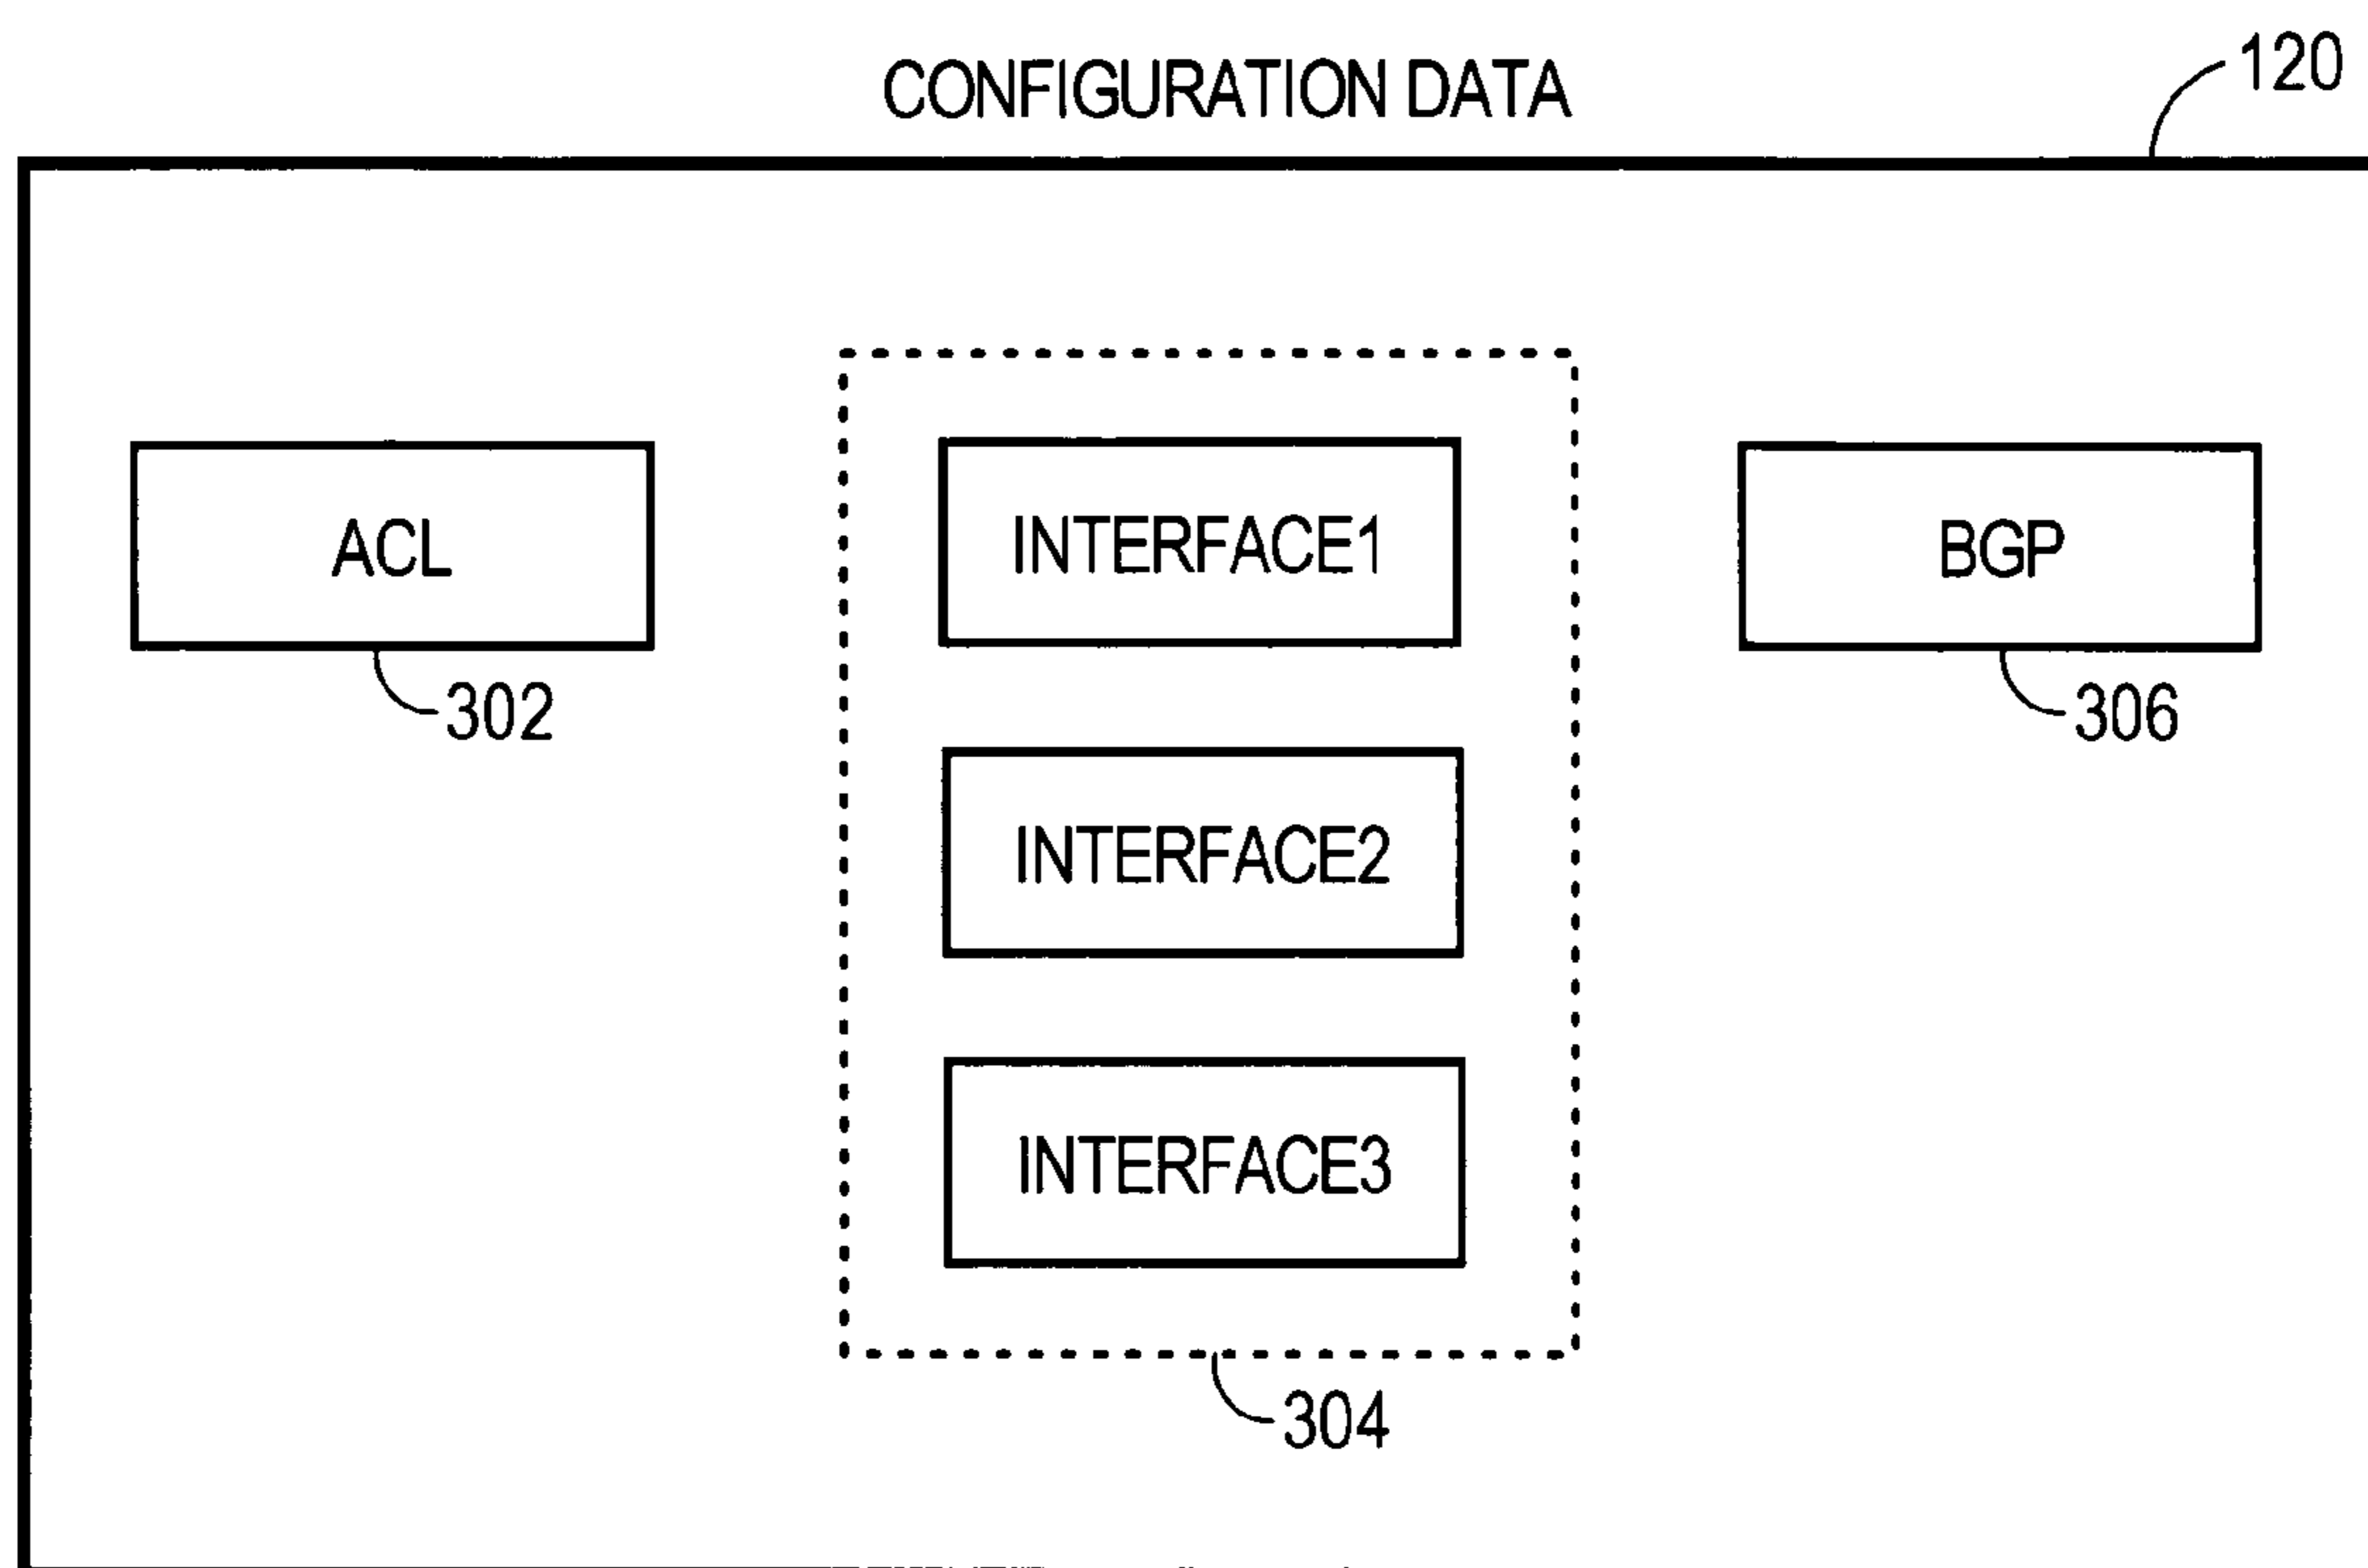 CONFIGURATION DATA
120
ACL
302
INTERFACE1
INTERFACE2
INTERFACE3
304
BGP
306